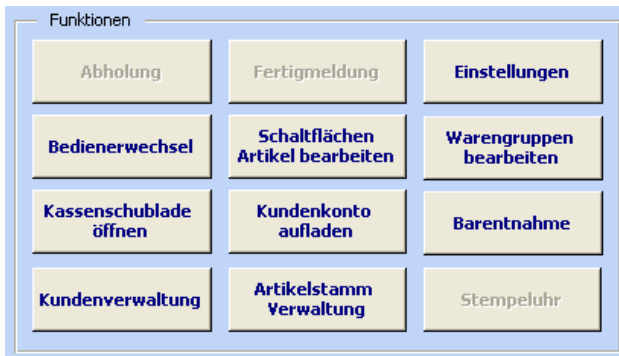 Funktionen
Abholung
Fertigmeldung
Einstellungen
Bedienerwechsel
Schaltflächen
Artikel bearbeiten
Warengruppen
bearbeiten
Kassenschublade
öffnen
Kundenkonto
aufladen
Barentnahme
Kundenverwaltung
Artikelstamm
Verwaltung
Stempeluhr